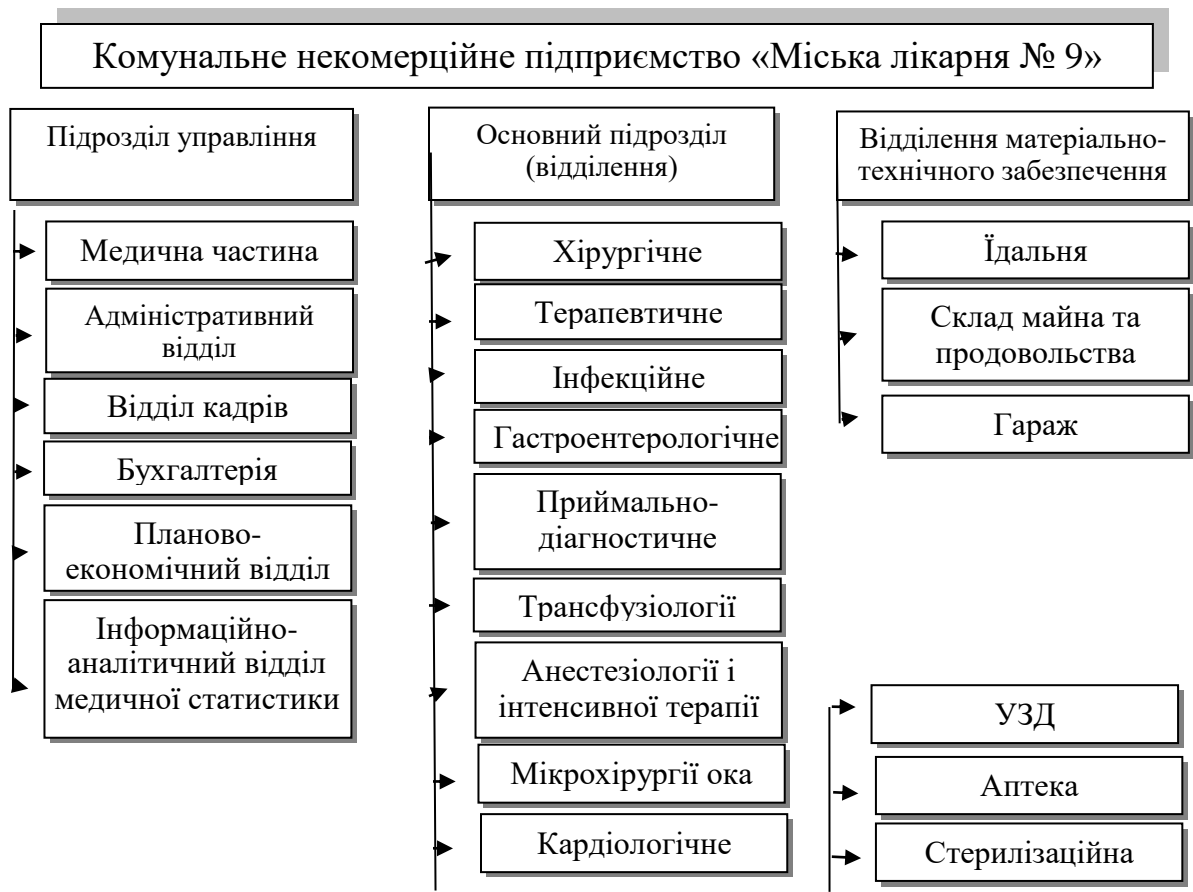 Комунальне некомерційне підприємство «Міська лікарня № 9»
Підрозділ управління
Медична частина
Адміністративний
відділ
Відділ кадрів
Бухгалтерія
Планово-
економічний відділ
Інформаційно-
аналітичний відділ
медичної статистики
Основний підрозділ
(відділення)
Хірургічне
Терапевтичне
Інфекційне
Гастроентерологічне
Приймально-
діагностичне
Трансфузіології
Анестезіології і
інтенсивної терапії
Мікрохірургії ока
Кардіологічне
Відділення матеріально-
технічного забезпечення
Їдальня
Склад майна та
продовольства
Гараж
УЗД
Аптека
Стерилізаційна